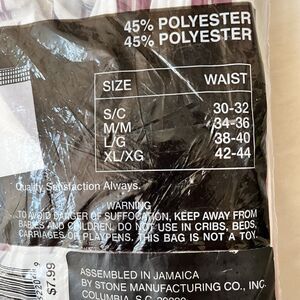 45% POLYESTER
45% POLYESTER
SIZE WAIST
S/C 30-32
M/M 34-36
L/G 38-40
XL/XG 42-44
Quality Satisfaction Always.
WARNING
TO AVOID DANGER OF SUFFOCATION, KEEP AWAY FROM
BABIES AND CHILDREN. DO NOT USE IN CRIBS, BEDS,
CARRIAGES OR PLAYPENS. THIS BAG IS NOT A TOY.
$7.99
ASSEMBLED IN JAMAICA
BY STONE MANUFACTURING CO., INC.
COLUMBIA, S.C.